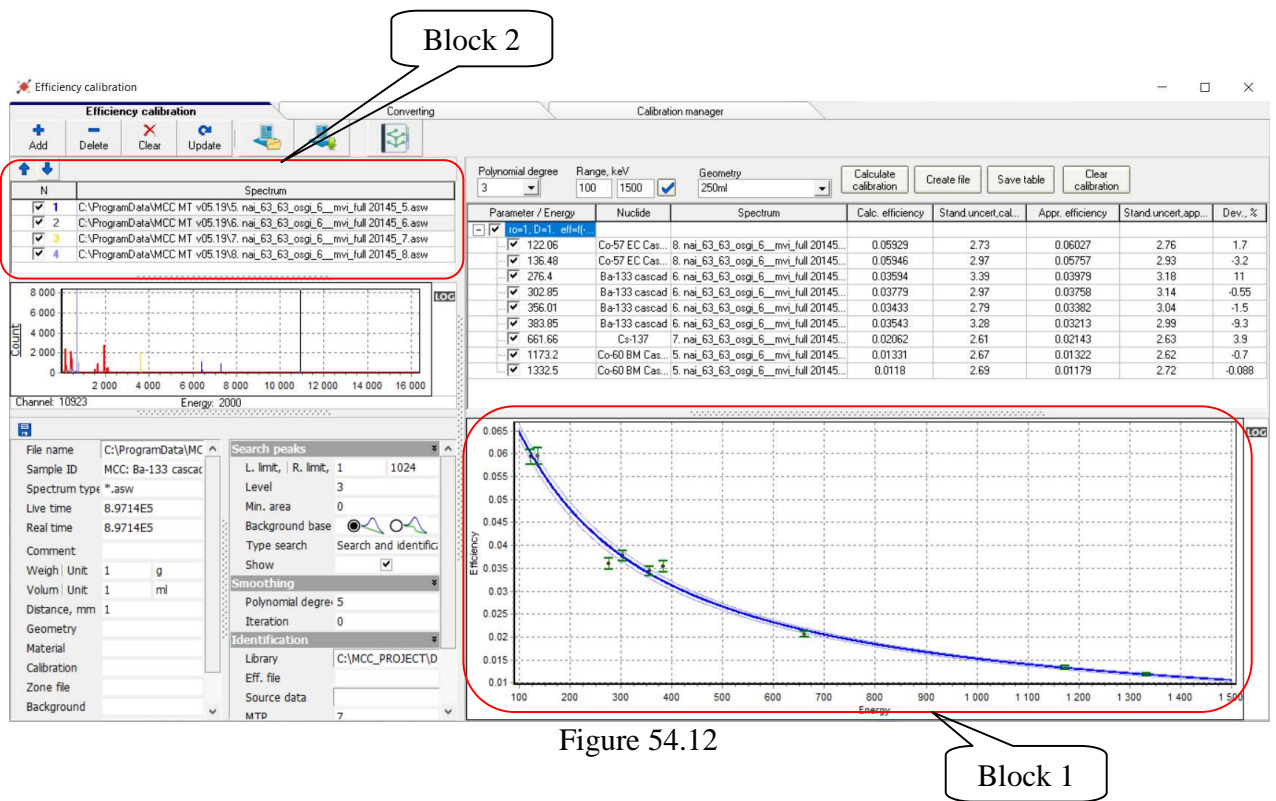 Block 2
Efficiency calibration
Efficiency calibration Converting Calibration manager
Add Delete Clear Update
N Spectrum
1 C:\ProgramData\MCC MT v05.19\5. nai_63_63_osgi_6__mvi_full 20145_5.asw
2 C:\ProgramData\MCC MT v05.19\6. nai_63_63_osgi_6__mvi_full 20145_6.asw
3 C:\ProgramData\MCC MT v05.19\7. nai_63_63_osgi_6__mvi_full 20145_7.asw
4 C:\ProgramData\MCC MT v05.19\8. nai_63_63_osgi_6__mvi_full 20145_8.asw
LOG
8 000
6 000
4 000
2 000
0
Count
2 000 4 000 6 000 8 000 10 000 12 000 14 000 16 000
Channel: 10923 Energy: 2000
File name C:\ProgramData\MC
Sample ID MCC: Ba-133 cascac
Spectrum type *.asw
Live time 8.9714E5
Real time 8.9714E5
Comment
Weigh Unit 1 g
Volum Unit 1 ml
Distance, mm 1
Geometry
Material
Calibration
Zone file
Background
Search peaks
L. limit, R. limit, 1 1024
Level 3
Min. area 0
Background base
Type search Search and identifica
Show
Smoothing
Polynomial degre 5
Iteration 0
Identification
Library C:\MCC_PROJECT\D
Eff. file
Source data
MTP 7
Polynomial degree Range, keV Geometry
3 100 1500 250ml
Calculate calibration Create file Save table Clear calibration
Parameter / Energy Nuclide Spectrum Calc. efficiency Stand.uncert,cal... Appr. efficiency Stand.uncert,app... Dev., %
ro=1, D=1. eff=f(-...
122.06 Co-57 EC Cas... 8. nai_63_63_osgi_6__mvi_full 20145... 0.05929 2.73 0.06027 2.76 1.7
136.48 Co-57 EC Cas... 8. nai_63_63_osgi_6__mvi_full 20145... 0.05946 2.97 0.05757 2.93 -3.2
276.4 Ba-133 cascad 6. nai_63_63_osgi_6__mvi_full 20145... 0.03594 3.39 0.03979 3.18 11
302.85 Ba-133 cascad 6. nai_63_63_osgi_6__mvi_full 20145... 0.03779 2.97 0.03758 3.14 -0.55
356.01 Ba-133 cascad 6. nai_63_63_osgi_6__mvi_full 20145... 0.03433 2.79 0.03382 3.04 -1.5
383.85 Ba-133 cascad 6. nai_63_63_osgi_6__mvi_full 20145... 0.03543 3.28 0.03213 2.99 -9.3
661.66 Cs-137 7. nai_63_63_osgi_6__mvi_full 20145... 0.02062 2.61 0.02143 2.63 3.9
1173.2 Co-60 BM Cas... 5. nai_63_63_osgi_6__mvi_full 20145... 0.01331 2.67 0.01322 2.62 -0.7
1332.5 Co-60 BM Cas... 5. nai_63_63_osgi_6__mvi_full 20145... 0.0118 2.69 0.01179 2.72 -0.088
LOG
0.065
0.06
0.055
0.05
0.045
0.04
0.035
0.03
0.025
0.02
0.015
0.01
Efficiency
100 200 300 400 500 600 700 800 900 1 000 1 100 1 200 1 300 1 400 1 500
Energy
Figure 54.12
Block 1